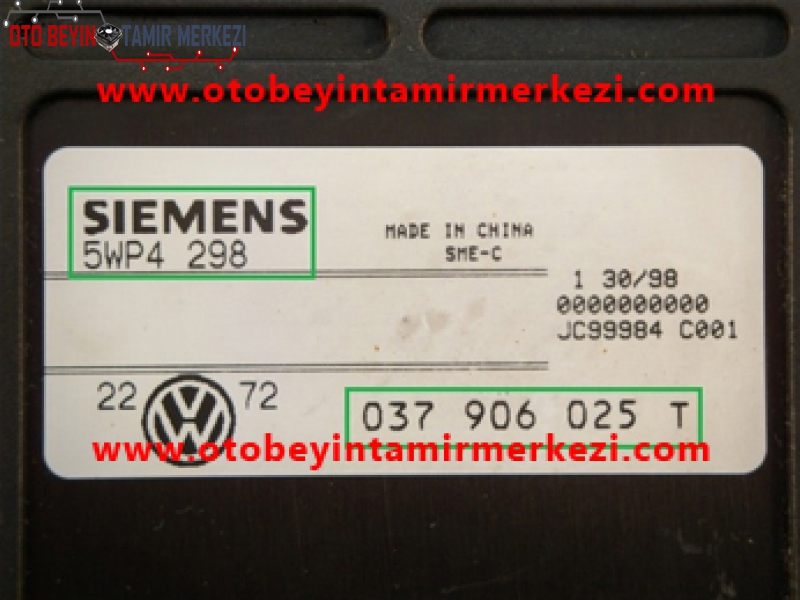 OTO BEYIN TAMIR MERKEZI
www.otobeyintamirmerkezi.com
SIEMENS
5WP4 298
MADE IN CHINA
SME-C
1 30/98
0000000000
JC99984 C001
22 72
037 906 025 T
www.otobeyintamirmerkezi.com